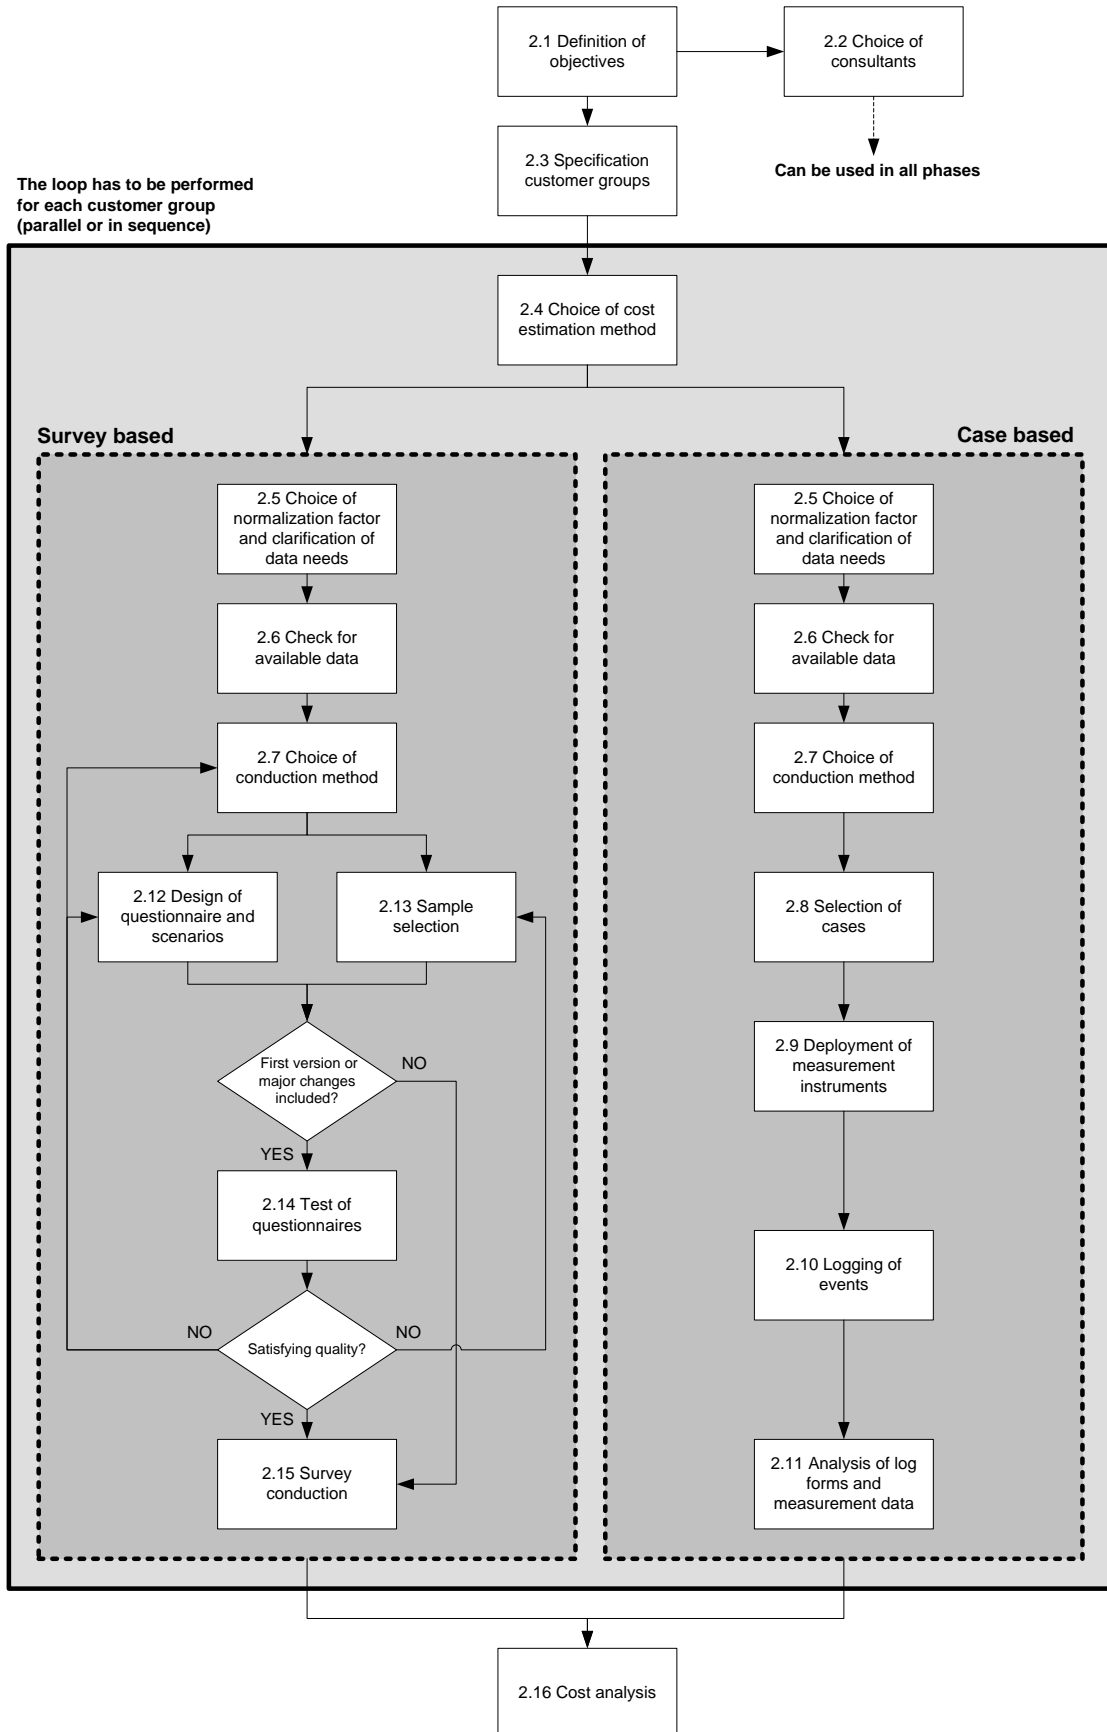 2.1 Definition of
objectives
2.2 Choice of
consultants
2.3 Specification
customer groups
Can be used in all phases
The loop has to be performed
for each customer group
(parallel or in sequence)
2.4 Choice of cost
estimation method
Survey based
Case based
2.5 Choice of
normalization factor
and clarification of
data needs
2.5 Choice of
normalization factor
and clarification of
data needs
2.6 Check for
available data
2.6 Check for
available data
2.7 Choice of
conduction method
2.7 Choice of
conduction method
2.12 Design of
questionnaire and
scenarios
2.13 Sample
selection
2.8 Selection of
cases
First version or
major changes
included?
NO
YES
2.9 Deployment of
measurement
instruments
2.14 Test of
questionnaires
2.10 Logging of
events
NO
Satisfying quality?
NO
YES
2.15 Survey
conduction
2.11 Analysis of log
forms and
measurement data
2.16 Cost analysis